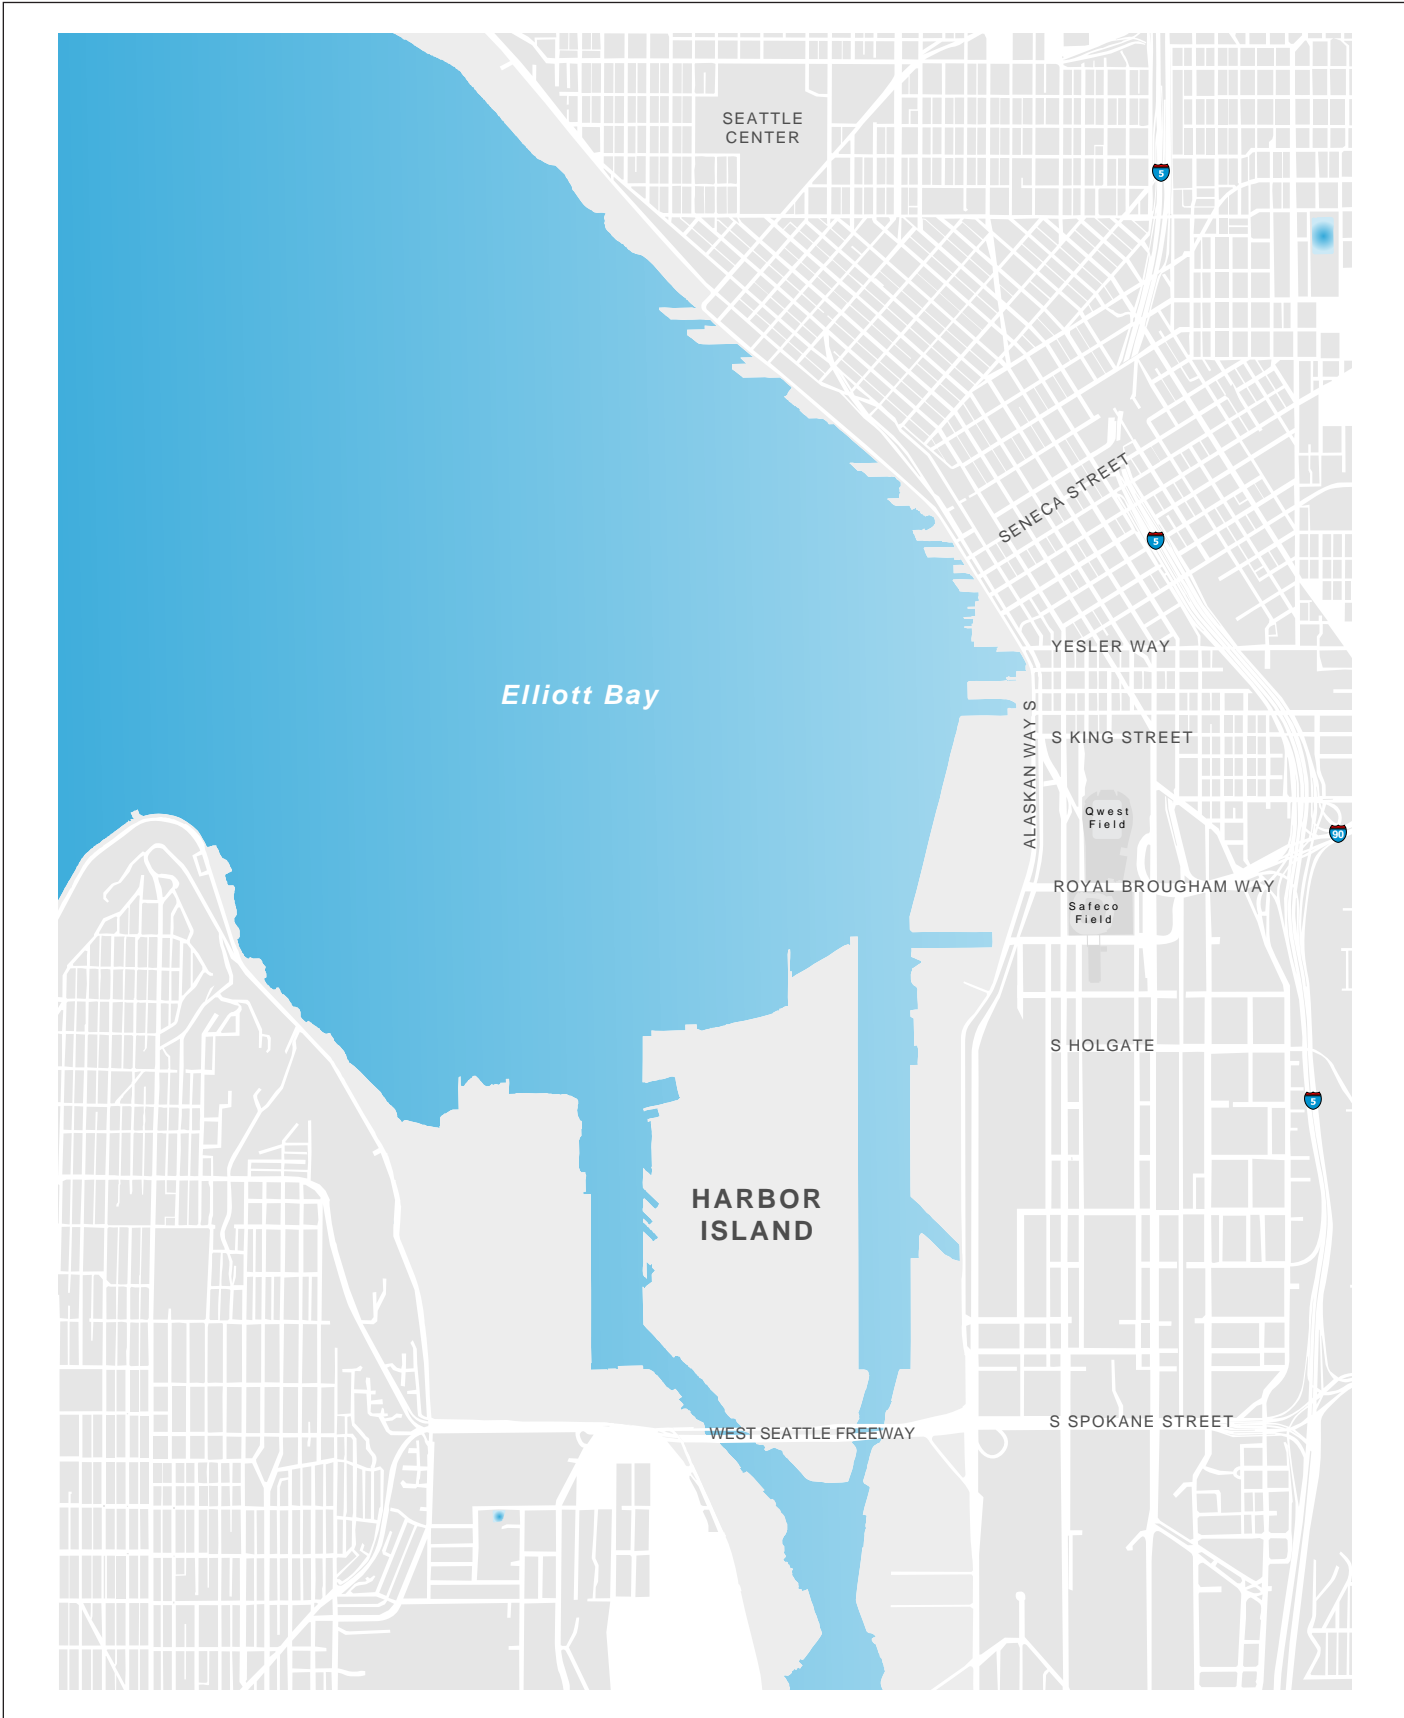 SEATTLE
CENTER
5
SENECA STREET
5
YESLER WAY
Elliott Bay
ALASKAN WAY S
S KING STREET
Qwest
Field
90
ROYAL BROUGHAM WAY
Safeco
Field
S HOLGATE
5
HARBOR
ISLAND
S SPOKANE STREET
WEST SEATTLE FREEWAY